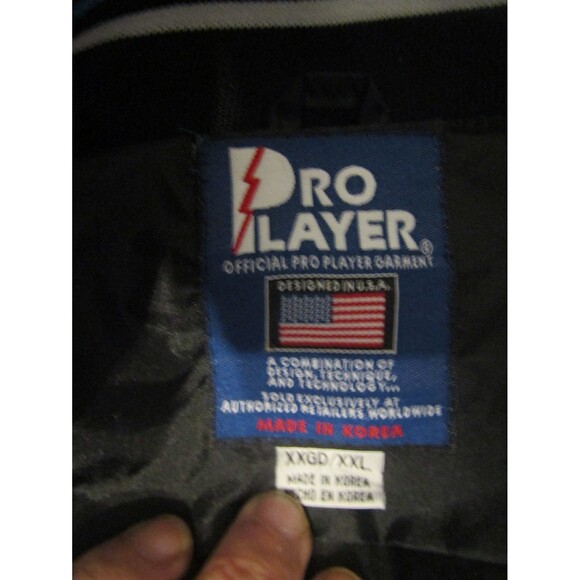 PRO
PLAYER®
OFFICIAL PRO PLAYER GARMENT
DESIGNED IN U.S.A.
A COMBINATION OF
DESIGN, TECHNIQUE,
AND TECHNOLOGY...
SOLD EXCLUSIVELY AT
AUTHORIZED RETAILERS WORLDWIDE
MADE IN KOREA
XXGD/XXL
MADE IN KOREA
HECHO EN KOREA